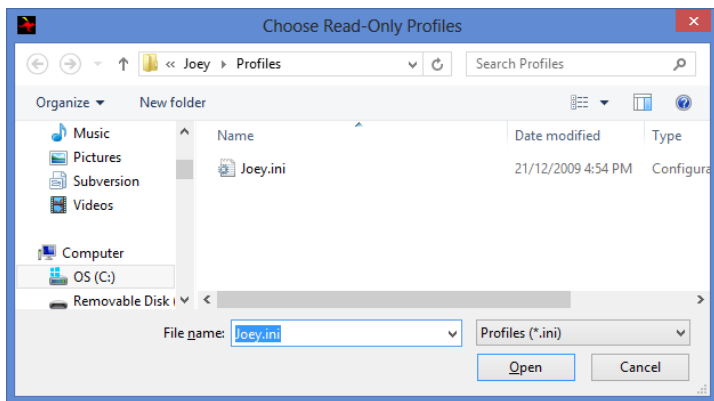 Choose Read-Only Profiles
« Joey Profiles
Search Profiles
Organize New folder
Music
Pictures
Subversion
Videos
Computer
OS (C:)
Removable Disk (
Name Date modified Type
Joey.ini 21/12/2009 4:54 PM Configura
File name: Joey.ini Profiles (*.ini)
Open Cancel